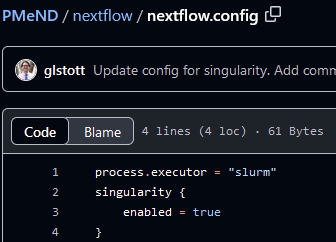 PMeND / nextflow / nextflow.config
glstott Update config for singularity. Add comm
Code Blame 4 lines (4 loc) · 61 Bytes
1 process.executor = "slurm"
2 singularity {
3 enabled = true
4 }